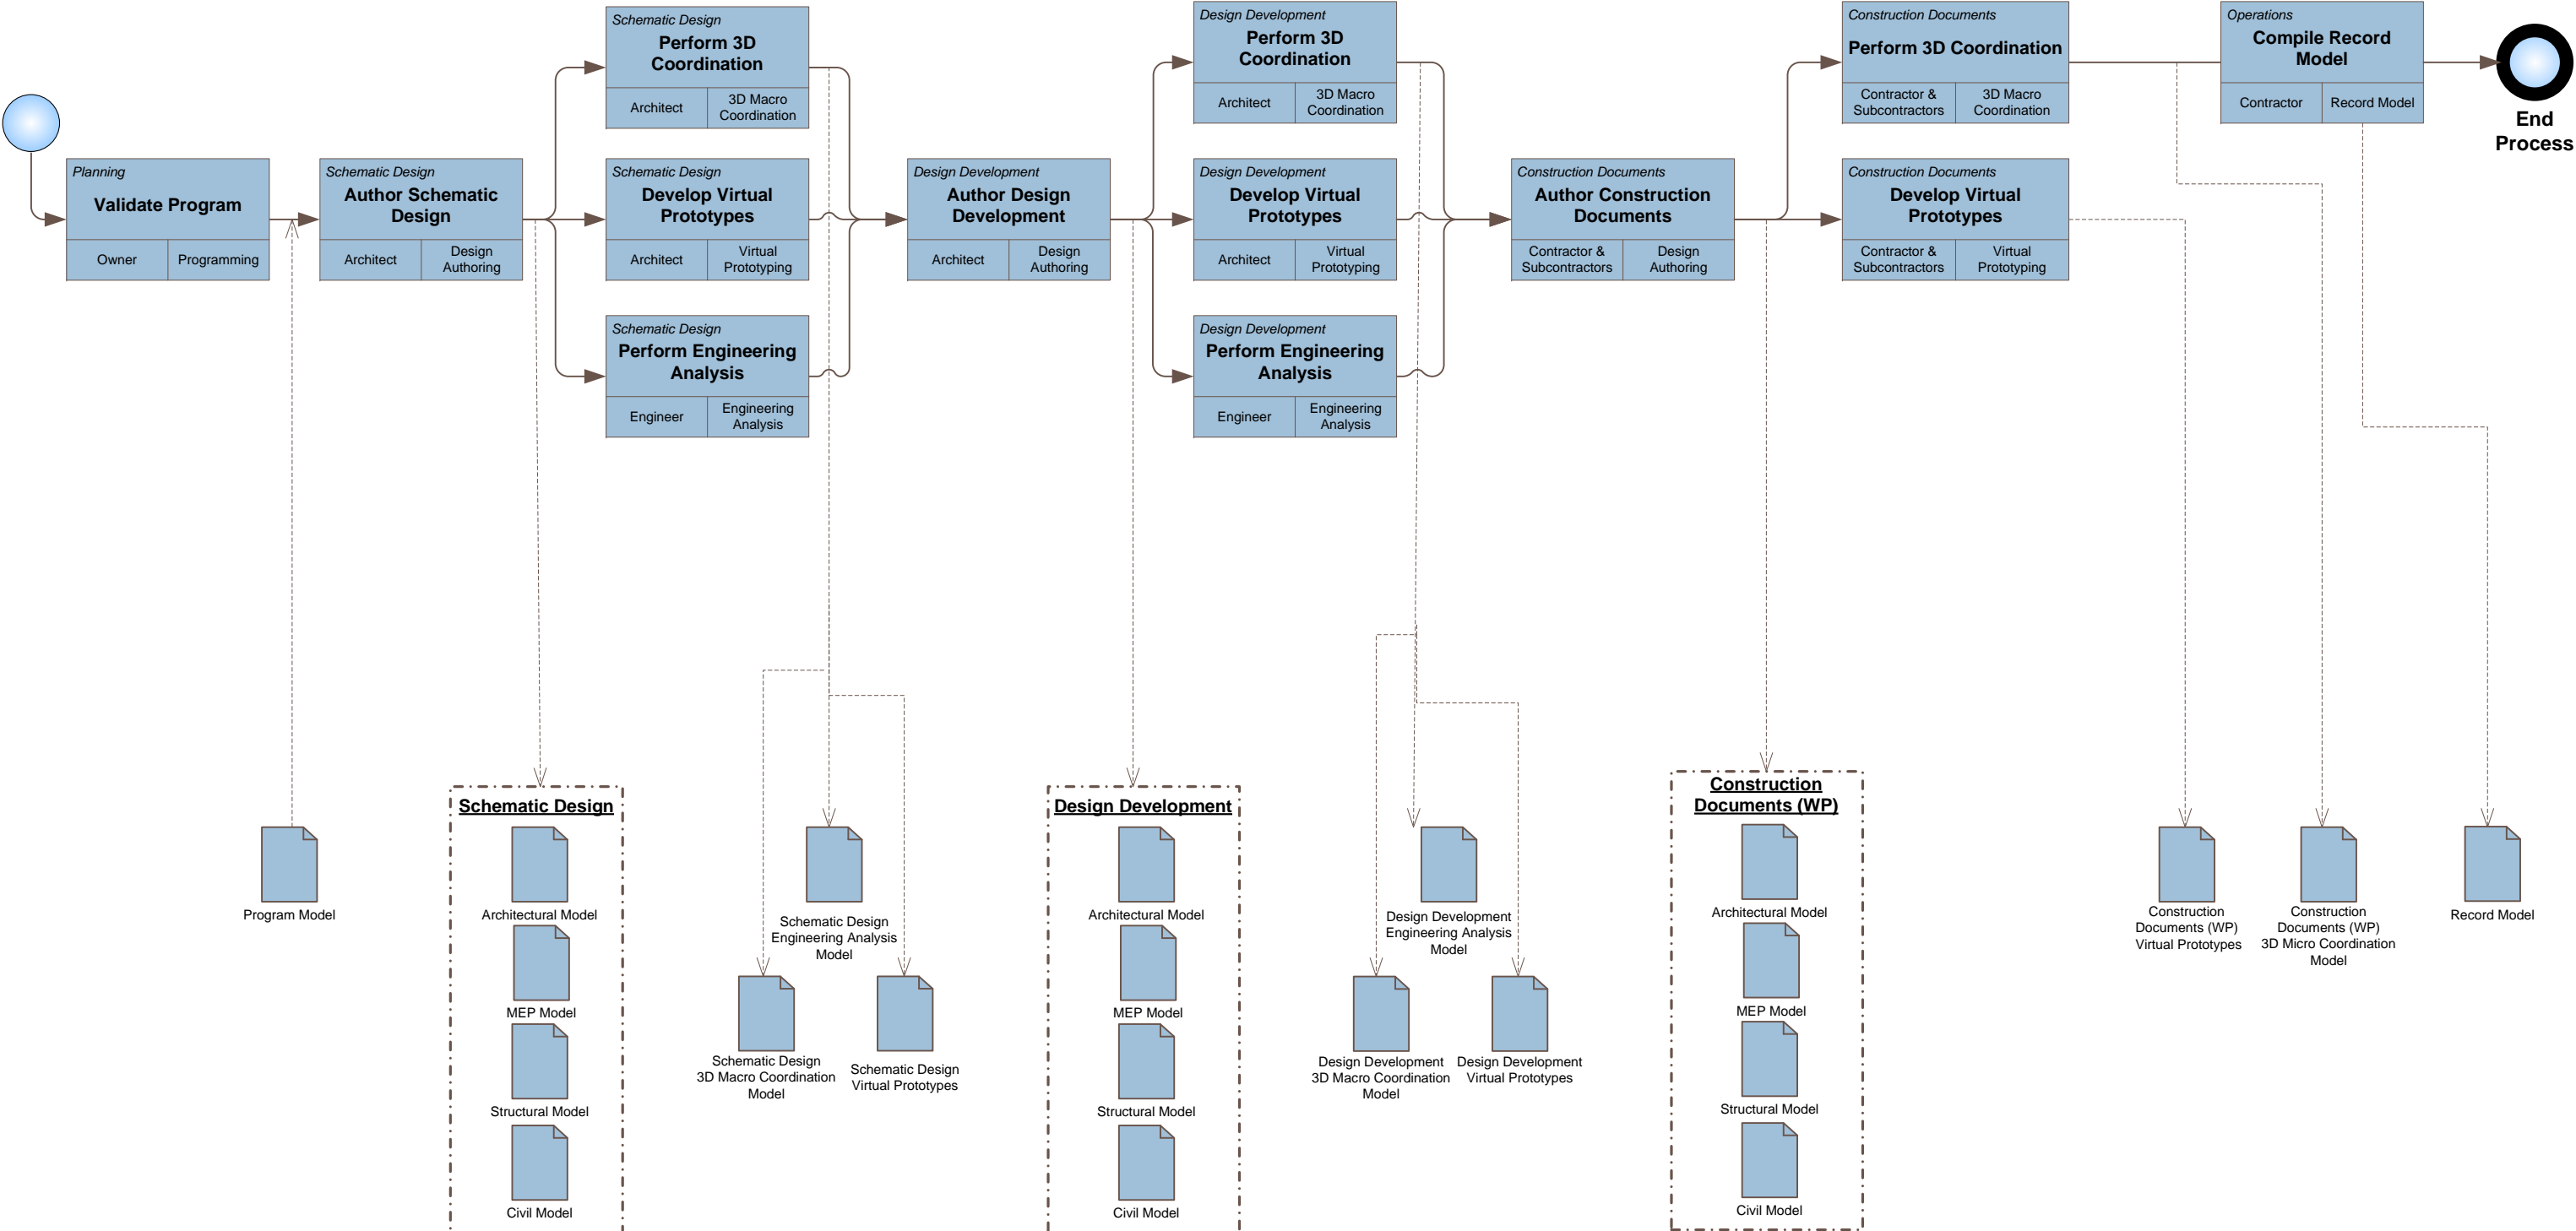 Planning
Validate Program
Owner
Programming
Schematic Design
Author Schematic
Design
Architect
Design
Authoring
Schematic Design
Perform 3D
Coordination
Architect
3D Macro
Coordination
Schematic Design
Develop Virtual
Prototypes
Architect
Virtual
Prototyping
Schematic Design
Perform Engineering
Analysis
Engineer
Engineering
Analysis
Design Development
Author Design
Development
Architect
Design
Authoring
Design Development
Perform 3D
Coordination
Architect
3D Macro
Coordination
Design Development
Develop Virtual
Prototypes
Architect
Virtual
Prototyping
Design Development
Perform Engineering
Analysis
Engineer
Engineering
Analysis
Construction Documents
Author Construction
Documents
Contractor &
Subcontractors
Design
Authoring
Construction Documents
Perform 3D Coordination
Contractor &
Subcontractors
3D Macro
Coordination
Construction Documents
Develop Virtual
Prototypes
Contractor &
Subcontractors
Virtual
Prototyping
Operations
Compile Record
Model
Contractor
Record Model
End
Process
Program Model
Schematic Design
Architectural Model
MEP Model
Structural Model
Civil Model
Schematic Design
Engineering Analysis
Model
Schematic Design
3D Macro Coordination
Model
Schematic Design
Virtual Prototypes
Design Development
Architectural Model
MEP Model
Structural Model
Civil Model
Design Development
Engineering Analysis
Model
Design Development
3D Macro Coordination
Model
Design Development
Virtual Prototypes
Construction
Documents (WP)
Architectural Model
MEP Model
Structural Model
Civil Model
Construction
Documents (WP)
Virtual Prototypes
Construction
Documents (WP)
3D Micro Coordination
Model
Record Model